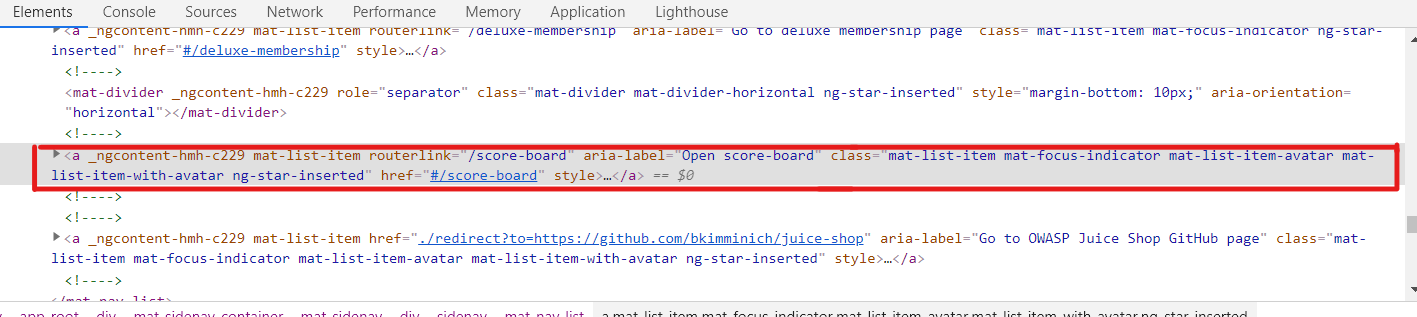 Elements Console Sources Network Performance Memory Application Lighthouse
<a _ngcontent-hmh-c229 mat-list-item routerlink="/deluxe-membership" aria-label="Go to deluxe membership page" class="mat-list-item mat-focus-indicator ng-star-
inserted" href="#/deluxe-membership" style>…</a>
<!---->
<mat-divider _ngcontent-hmh-c229 role="separator" class="mat-divider mat-divider-horizontal ng-star-inserted" style="margin-bottom: 10px;" aria-orientation=
"horizontal"></mat-divider>
<!---->
<a _ngcontent-hmh-c229 mat-list-item routerlink="/score-board" aria-label="Open score-board" class="mat-list-item mat-focus-indicator mat-list-item-avatar mat-
list-item-with-avatar ng-star-inserted" href="#/score-board" style>…</a> == $0
<!---->
<!---->
<a _ngcontent-hmh-c229 mat-list-item href="./redirect?to=https://github.com/bkimminich/juice-shop" aria-label="Go to OWASP Juice Shop GitHub page" class="mat-
list-item mat-focus-indicator mat-list-item-avatar mat-list-item-with-avatar ng-star-inserted" style>…</a>
<!---->
</mat-nav-list>
app-root div mat-sidenav-container mat-sidenav div sidenav mat-nav-list a.mat-list-item.mat-focus-indicator.mat-list-item-avatar.mat-list-item-with-avatar.ng-star-inserted